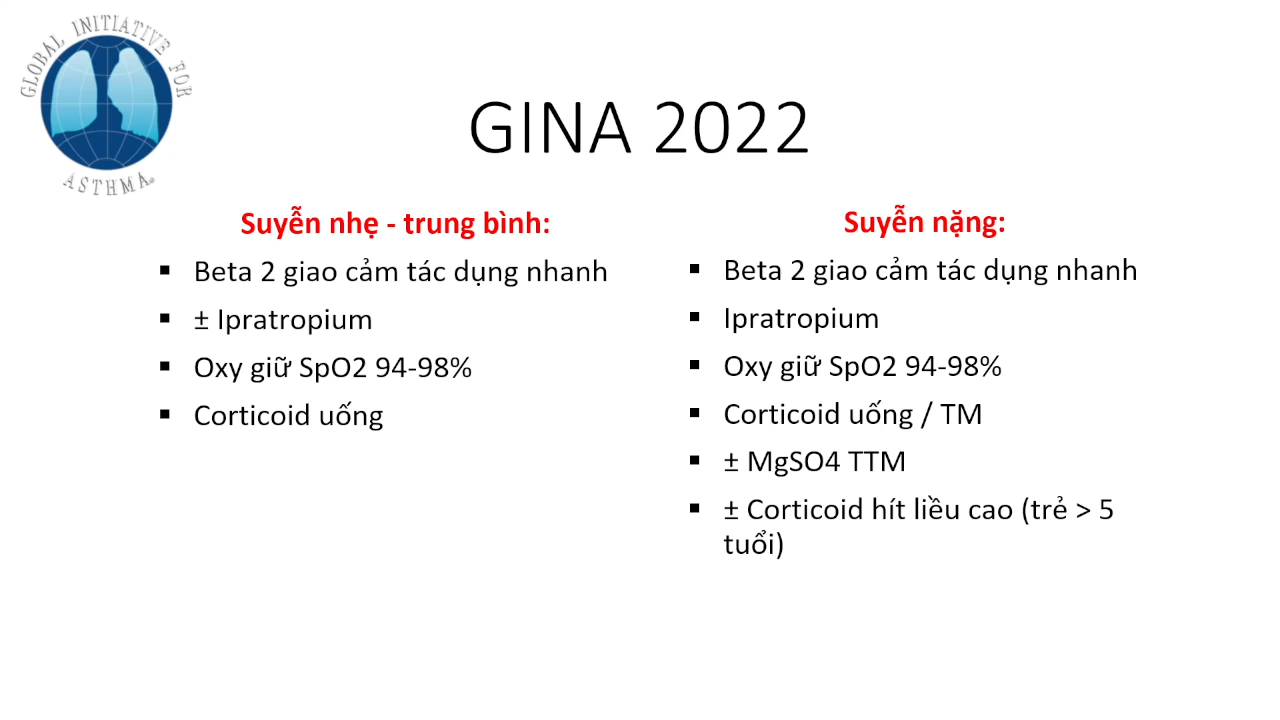 GLOBAL INITIATIVE FOR
ASTHMA
GINA 2022
Suyễn nhẹ - trung bình:
▪ Beta 2 giao cảm tác dụng nhanh
▪ ± Ipratropium
▪ Oxy giữ SpO2 94-98%
▪ Corticoid uống
Suyễn nặng:
▪ Beta 2 giao cảm tác dụng nhanh
▪ Ipratropium
▪ Oxy giữ SpO2 94-98%
▪ Corticoid uống / TM
▪ ± MgSO4 TTM
▪ ± Corticoid hít liều cao (trẻ > 5
tuổi)